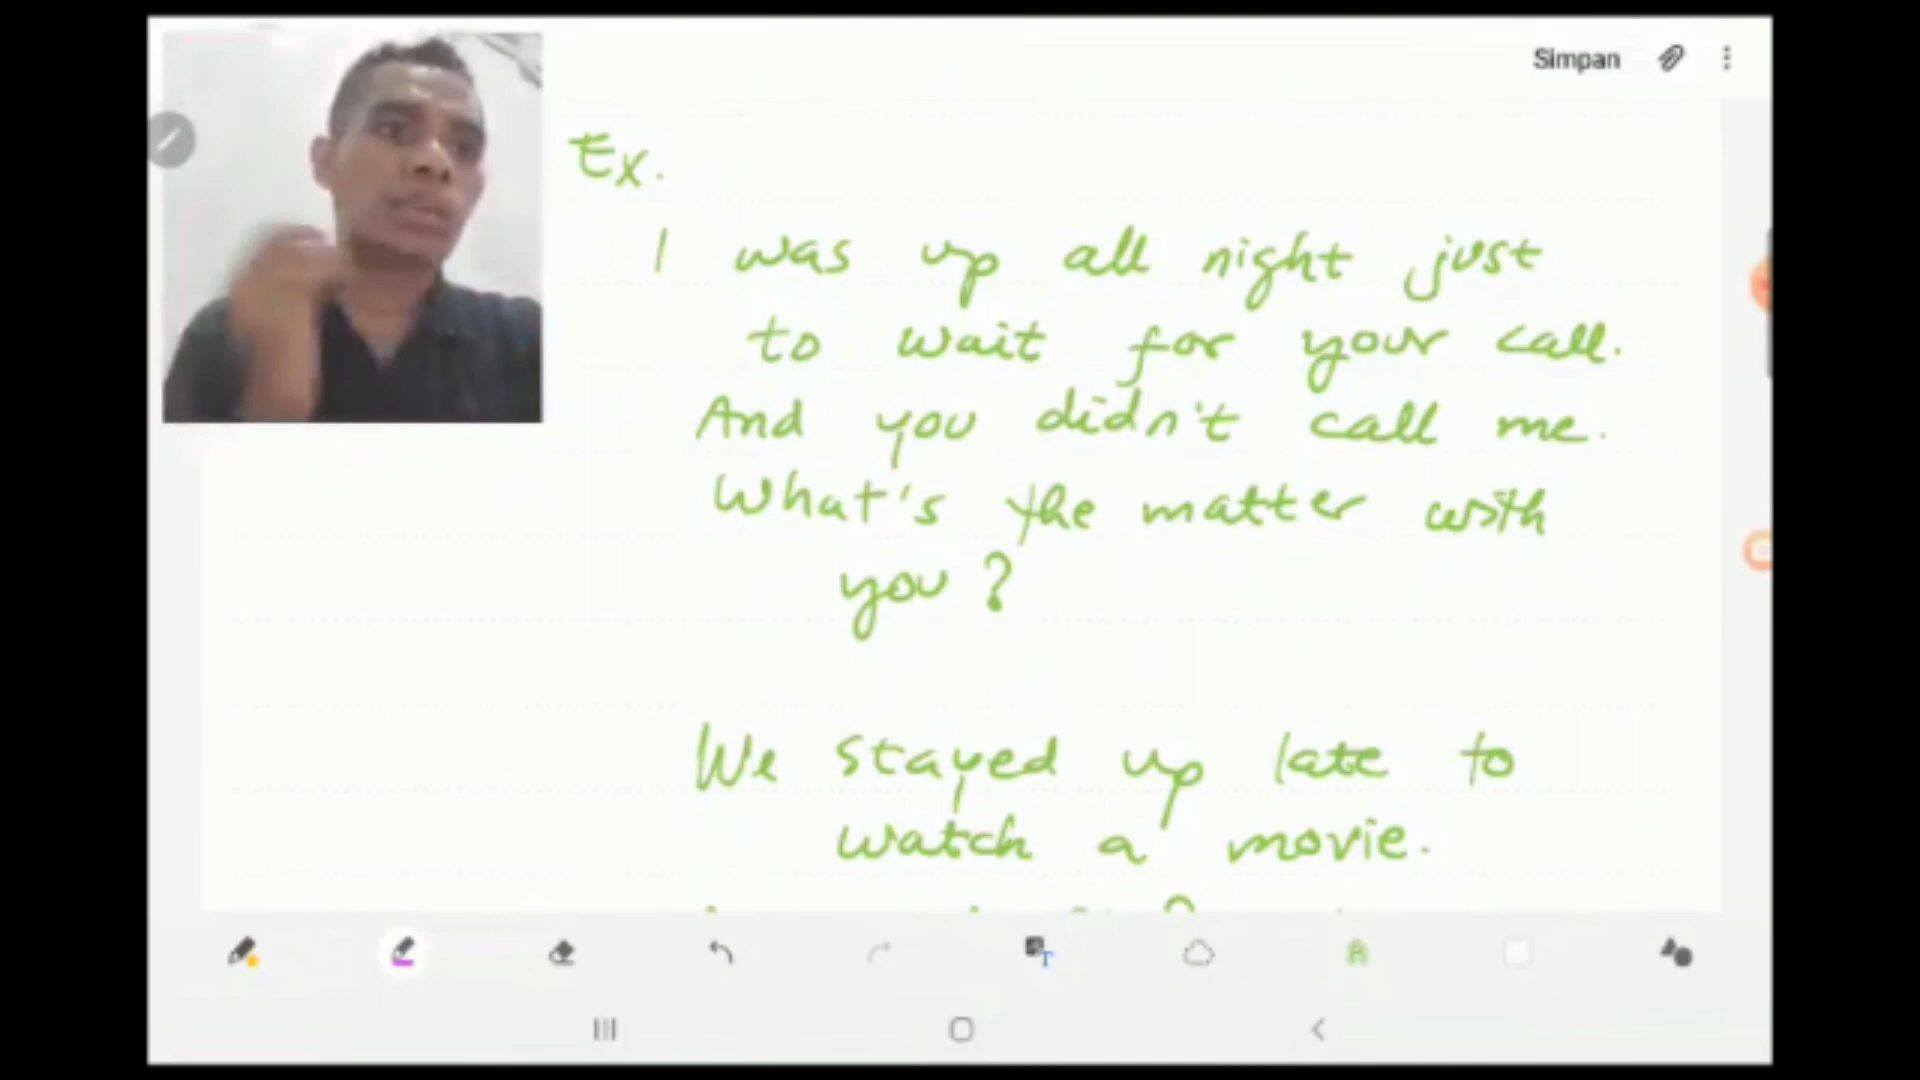 Simpan
Ex.
I was up all night just
to wait for your call.
And you didn't call me.
What's the matter with
you?
We stayed up late to
watch a movie.